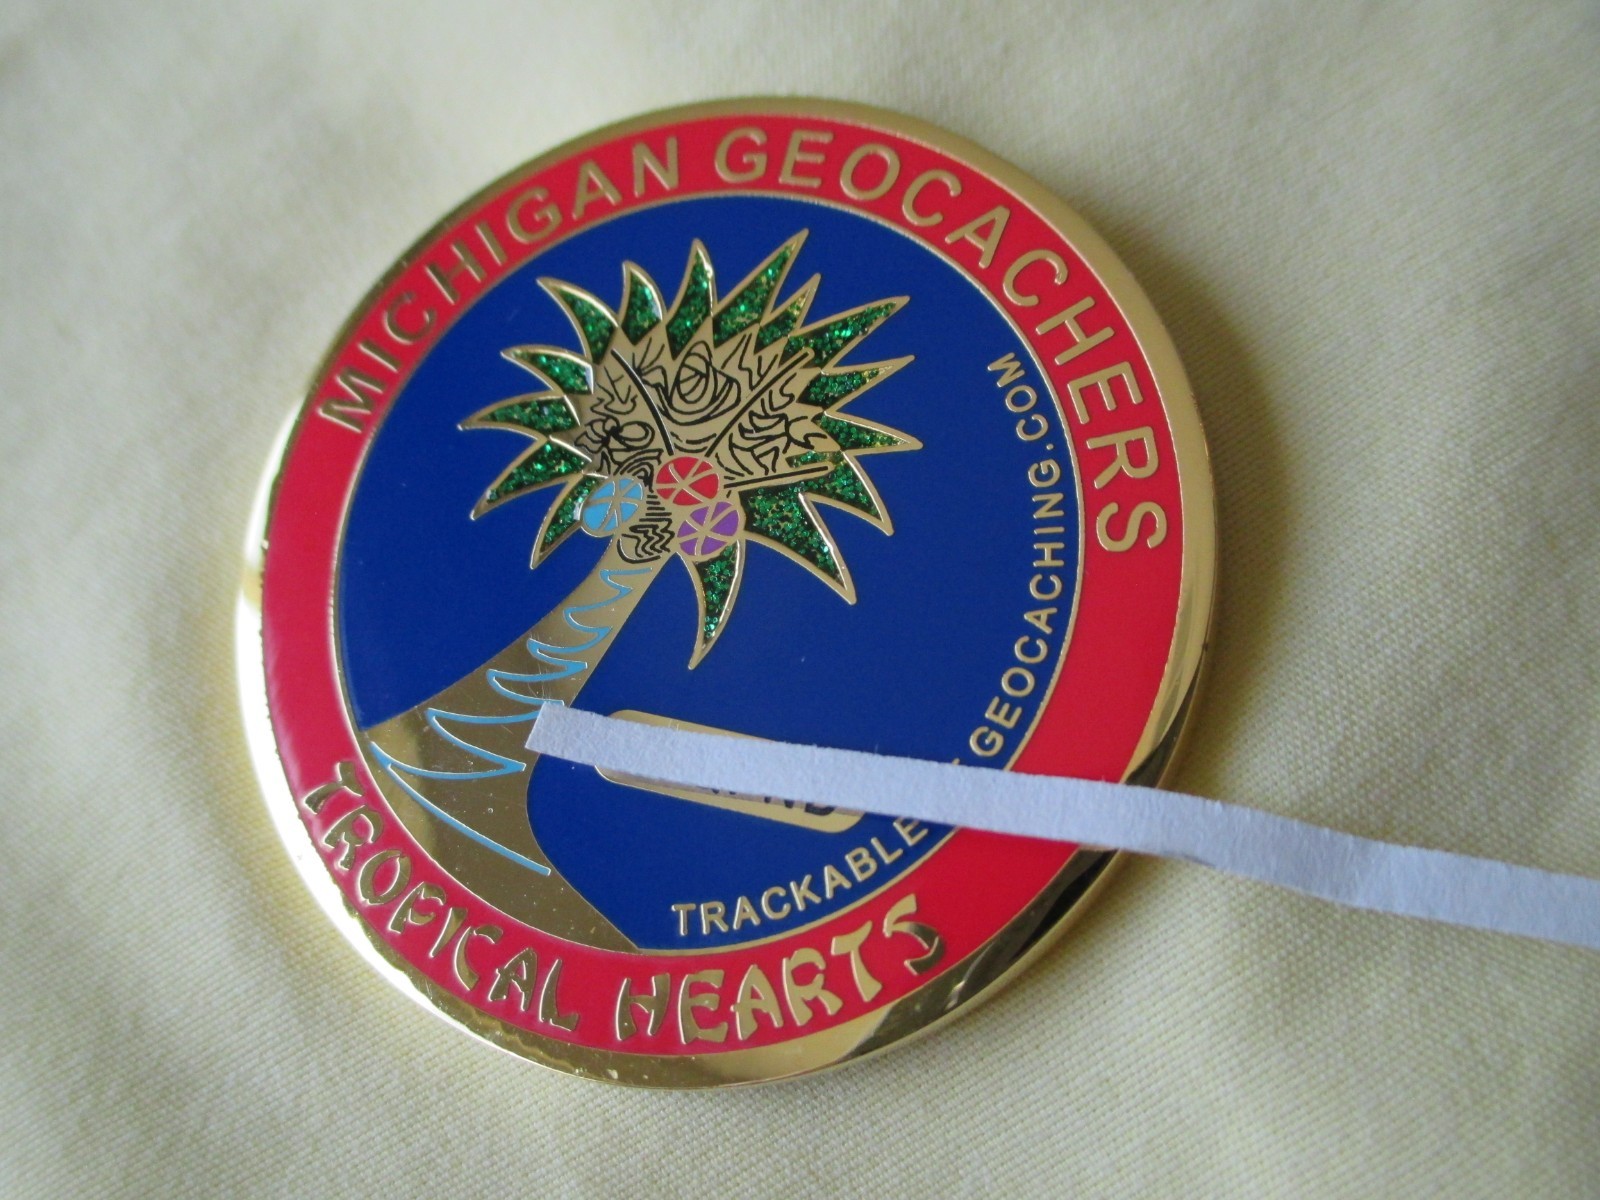 MICHIGAN GEOCACHERS
TRACKABLE GEOCACHING.COM
TROPICAL HEARTS